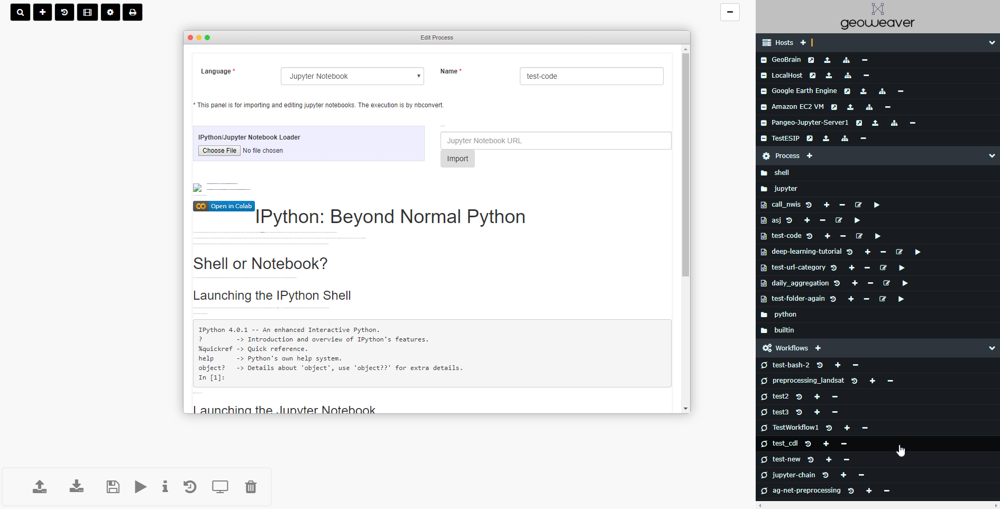 Edit Process
Language *
Jupyter Notebook
Name *
test-code
* This panel is for importing and editing jupyter notebooks. The execution is by nbconvert.
IPython/Jupyter Notebook Loader
Choose File No file chosen
Jupyter Notebook URL
Import
CO Open in Colab
IPython: Beyond Normal Python
Shell or Notebook?
Launching the IPython Shell
IPython 4.0.1 -- An enhanced Interactive Python.
?         -> Introduction and overview of IPython's features.
%quickref -> Quick reference.
help      -> Python's own help system.
object?   -> Details about 'object', use 'object??' for extra details.
In [1]:
Launching the Jupyter Notebook
geoweaver
Hosts
GeoBrain
LocalHost
Google Earth Engine
Amazon EC2 VM
Pangeo-Jupyter-Server1
TestESIP
Process
shell
jupyter
call_nwis
asj
test-code
deep-learning-tutorial
test-url-category
daily_aggregation
test-folder-again
python
builtin
Workflows
test-bash-2
preprocessing_landsat
test2
test3
TestWorkflow1
test_cdl
test-new
jupyter-chain
ag-net-preprocessing